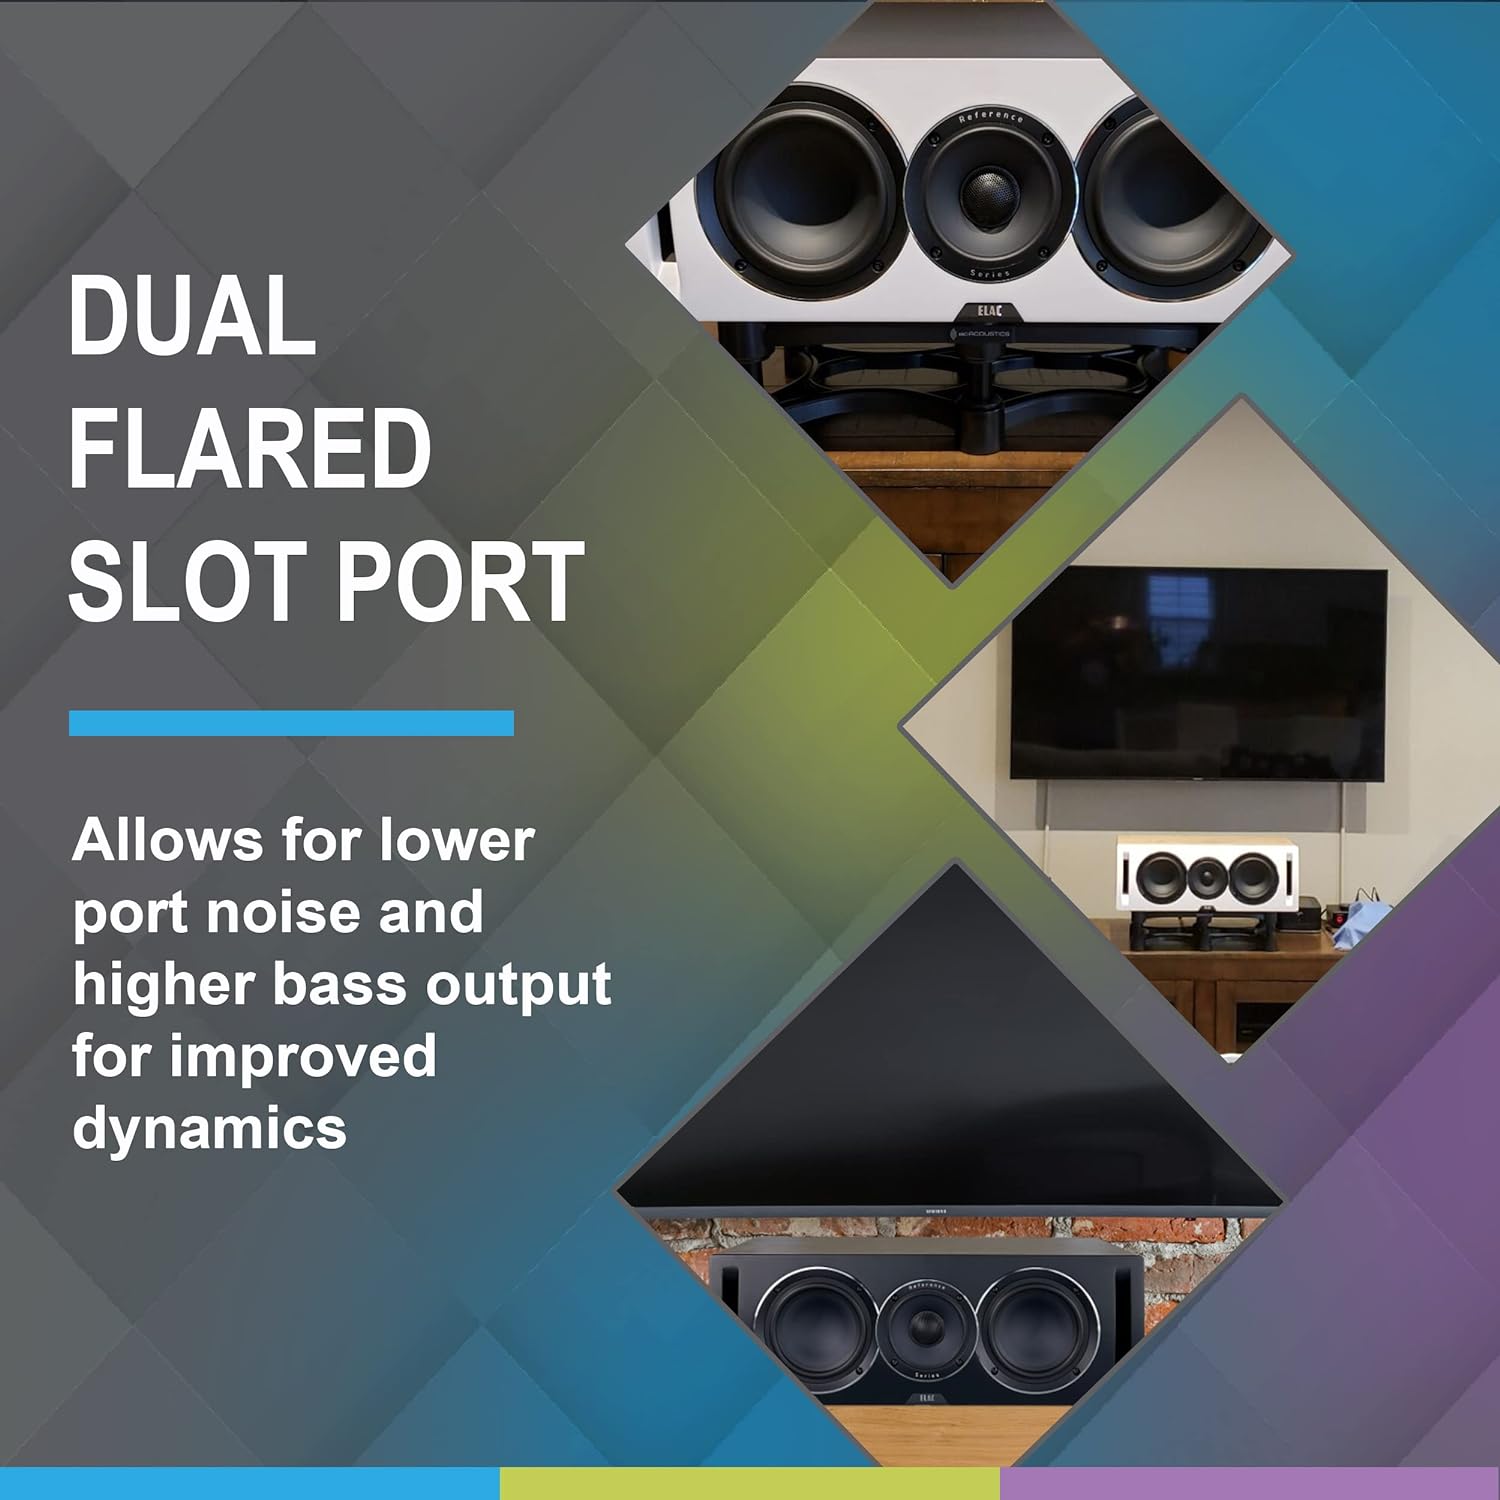 DUAL
FLARED
SLOT PORT
Allows for lower
port noise and
higher bass output
for improved
dynamics
Reference
Series
ELAC
ISOACOUSTICS
Reference
Series
ELAC